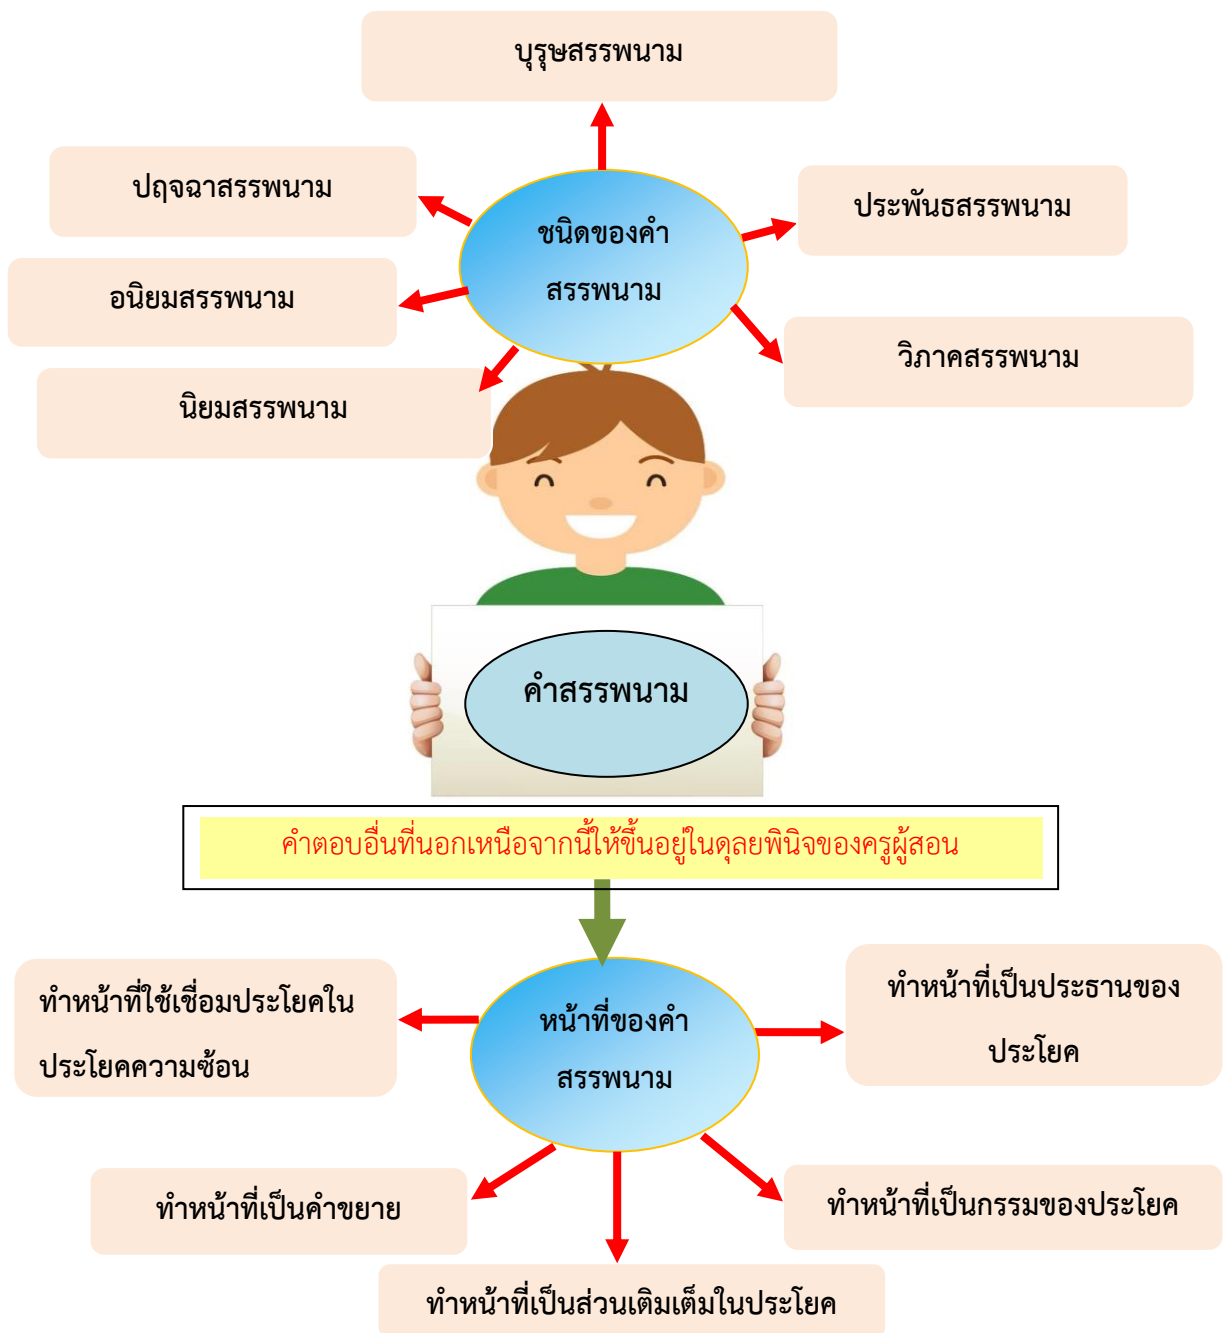 บุรุษสรรพนาม
ปฤจฉาสรรพนาม
ประพันธสรรพนาม
ชนิดของคำ
สรรพนาม
อนิยมสรรพนาม
วิภาคสรรพนาม
นิยมสรรพนาม
คำสรรพนาม
คำตอบอื่นที่นอกเหนือจากนี้ให้ขึ้นอยู่ในดุลยพินิจของครูผู้สอน
ทำหน้าที่ใช้เชื่อมประโยคใน
ประโยคความซ้อน
หน้าที่ของคำ
สรรพนาม
ทำหน้าที่เป็นประธานของ
ประโยค
ทำหน้าที่เป็นคำขยาย
ทำหน้าที่เป็นกรรมของประโยค
ทำหน้าที่เป็นส่วนเติมเต็มในประโยค